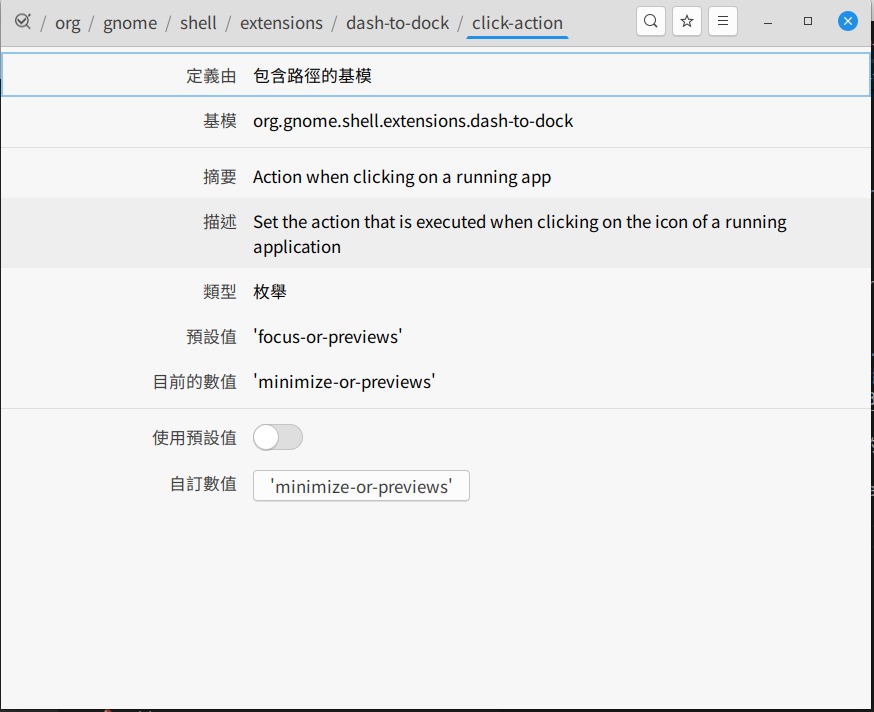 / org / gnome / shell / extensions / dash-to-dock / click-action
定義由 包含路徑的基模
基模 org.gnome.shell.extensions.dash-to-dock
摘要 Action when clicking on a running app
描述 Set the action that is executed when clicking on the icon of a running
application
類型 枚舉
預設值 'focus-or-previews'
目前的數值 'minimize-or-previews'
使用預設值
自訂數值 'minimize-or-previews'